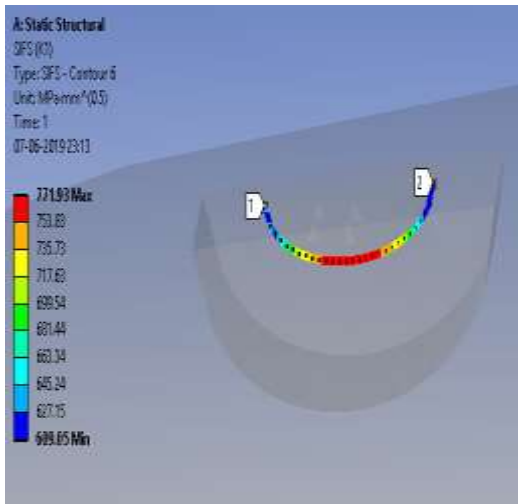 A: Static Structural
SIFS (K1)
Type: SIFS - Contour 6
Unit: MPa·mm^(0.5)
Time: 1
07-06-2019 23:13
771.93 Max
753.83
735.73
717.63
699.54
681.44
663.34
645.24
627.15
609.05 Min
1
2